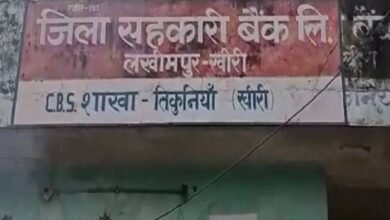 जिला सहकारी बैंक लि.
लखीमपुर-खीरी
C.B.S. शाखा - तिकुनियाँ (खीरी)